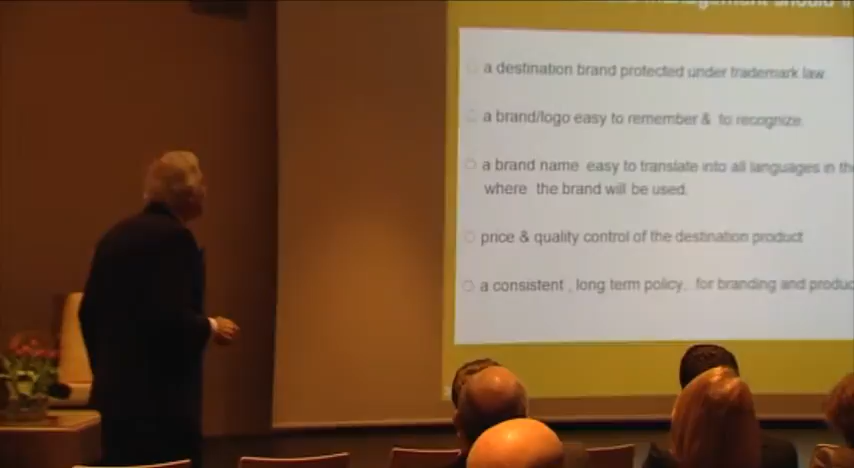 management should
a destination brand protected under trademark law
a brand/logo easy to remember & to recognize.
a brand name easy to translate into all languages in
where the brand will be used.
price & quality control of the destination product
a consistent , long term policy, for branding and